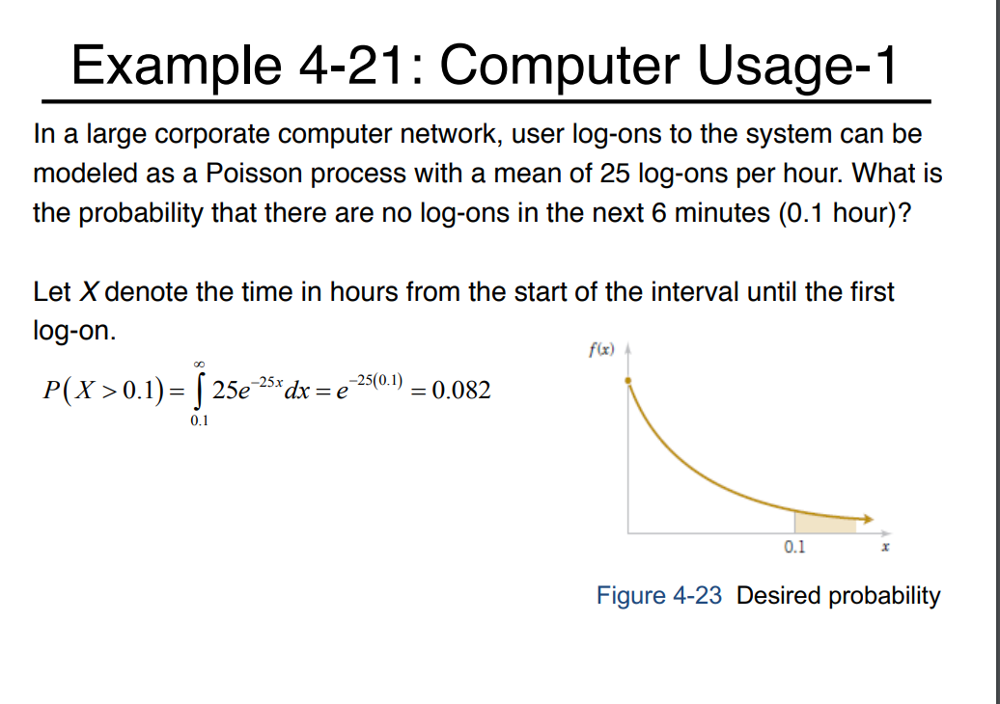 Example 4-21: Computer Usage-1
In a large corporate computer network, user log-ons to the system can be
modeled as a Poisson process with a mean of 25 log-ons per hour. What is
the probability that there are no log-ons in the next 6 minutes (0.1 hour)?
Let X denote the time in hours from the start of the interval until the first
log-on.
P(X > 0.1) = ∫_{0.1}^{∞} 25e^{−25x} dx = e^{−25(0.1)} = 0.082
f(x)
0.1 x
Figure 4-23 Desired probability